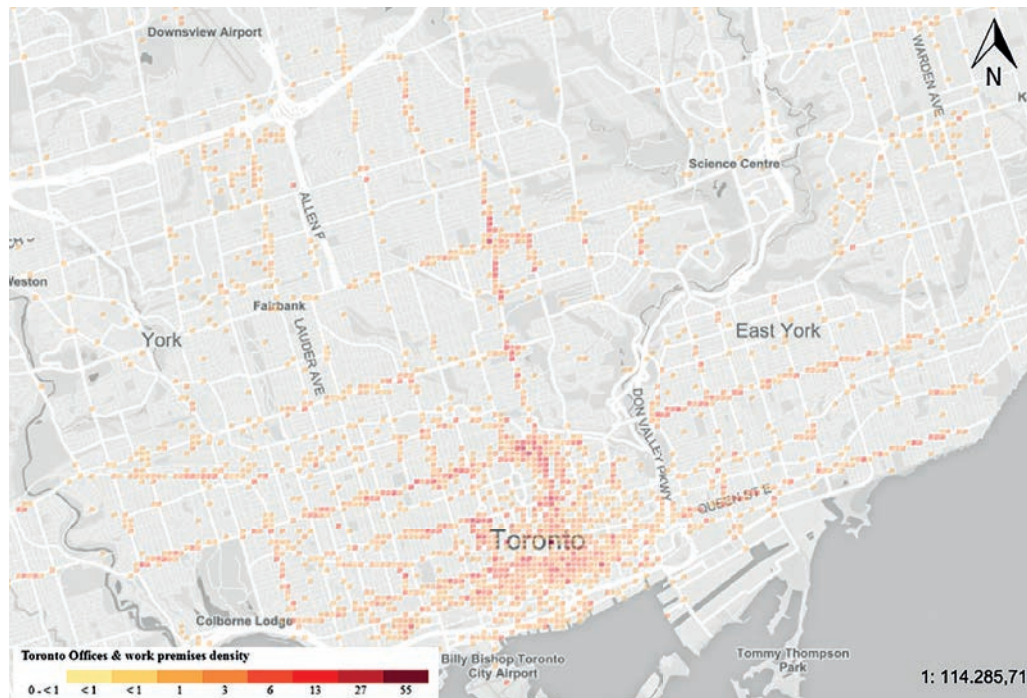 Downsview Airport
WARDEN AVE
N
K
Science Centre
ALLEN R
Weston
Fairbank
York
LAUDER AVE
East York
DON VALLEY PKWY
QUEEN ST E
Toronto
Colborne Lodge
Toronto Offices & work premises density
0 - < 1 < 1 < 1 1 3 6 13 27 55
Billy Bishop Toronto
City Airport
Tommy Thompson
Park
1: 114.285,71